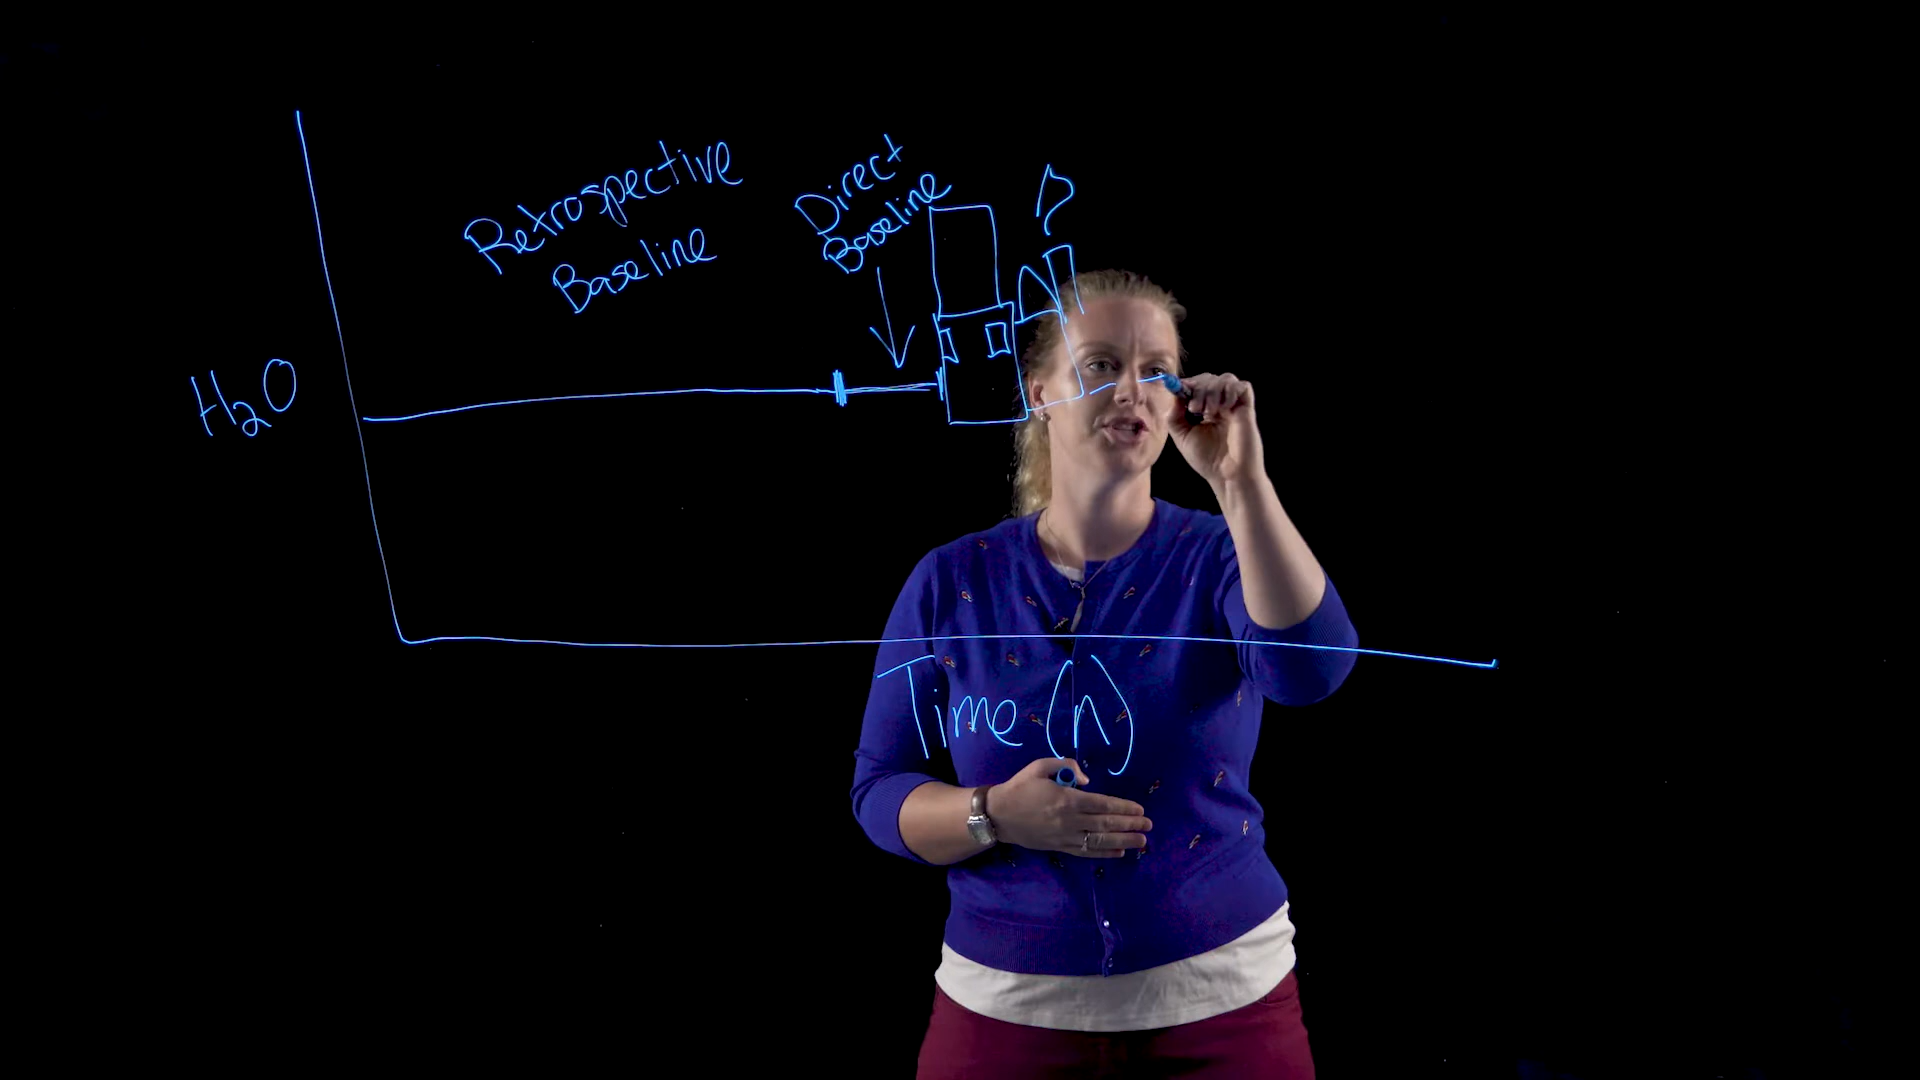 Retrospective
Baseline
Direct
Baseline
H₂O
Time (n)